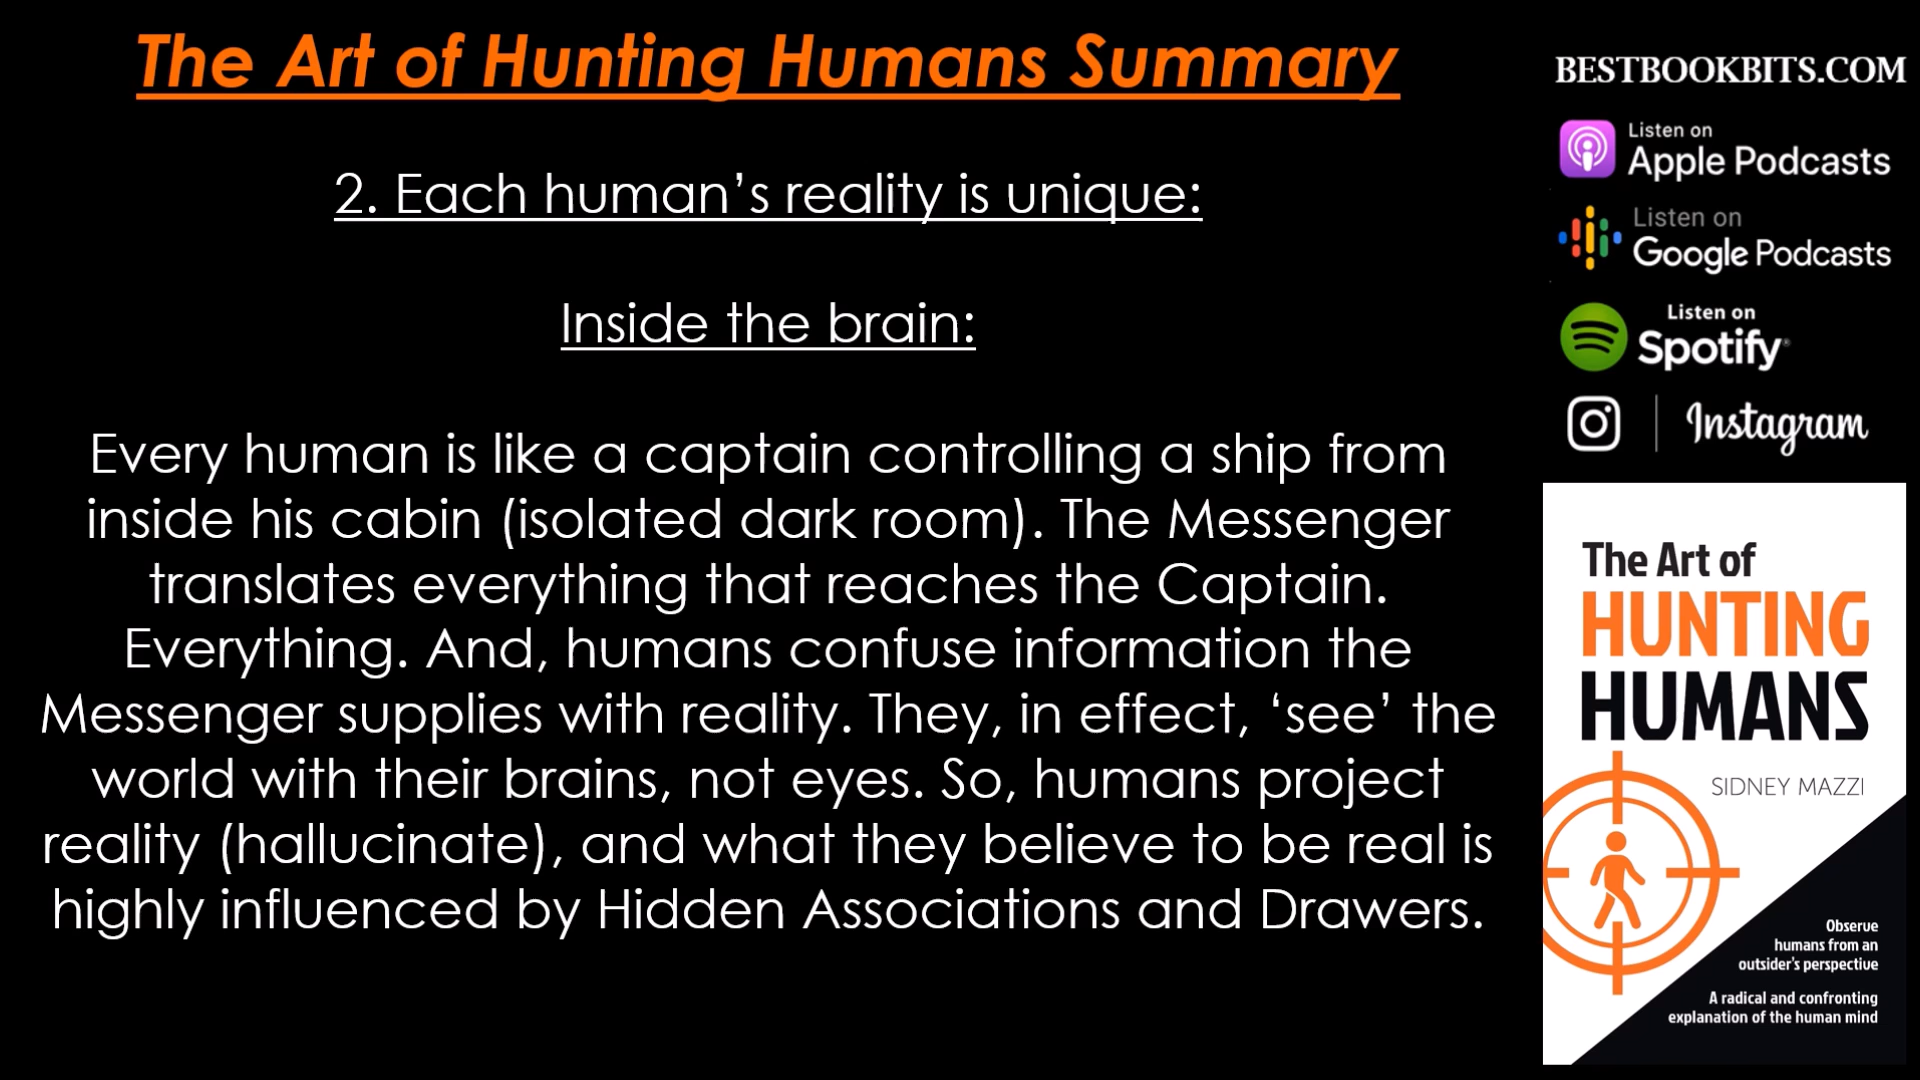 The Art of Hunting Humans Summary
2. Each human’s reality is unique:
Inside the brain:
Every human is like a captain controlling a ship from
inside his cabin (isolated dark room). The Messenger
translates everything that reaches the Captain.
Everything. And, humans confuse information the
Messenger supplies with reality. They, in effect, ‘see’ the
world with their brains, not eyes. So, humans project
reality (hallucinate), and what they believe to be real is
highly influenced by Hidden Associations and Drawers.
BESTBOOKBITS.COM
Listen on
Apple Podcasts
Listen on
Google Podcasts
Listen on
Spotify
Instagram
The Art of
HUNTING
HUMANS
SIDNEY MAZZI
Observe
humans from an
outsider's perspective
A radical and confronting
explanation of the human mind